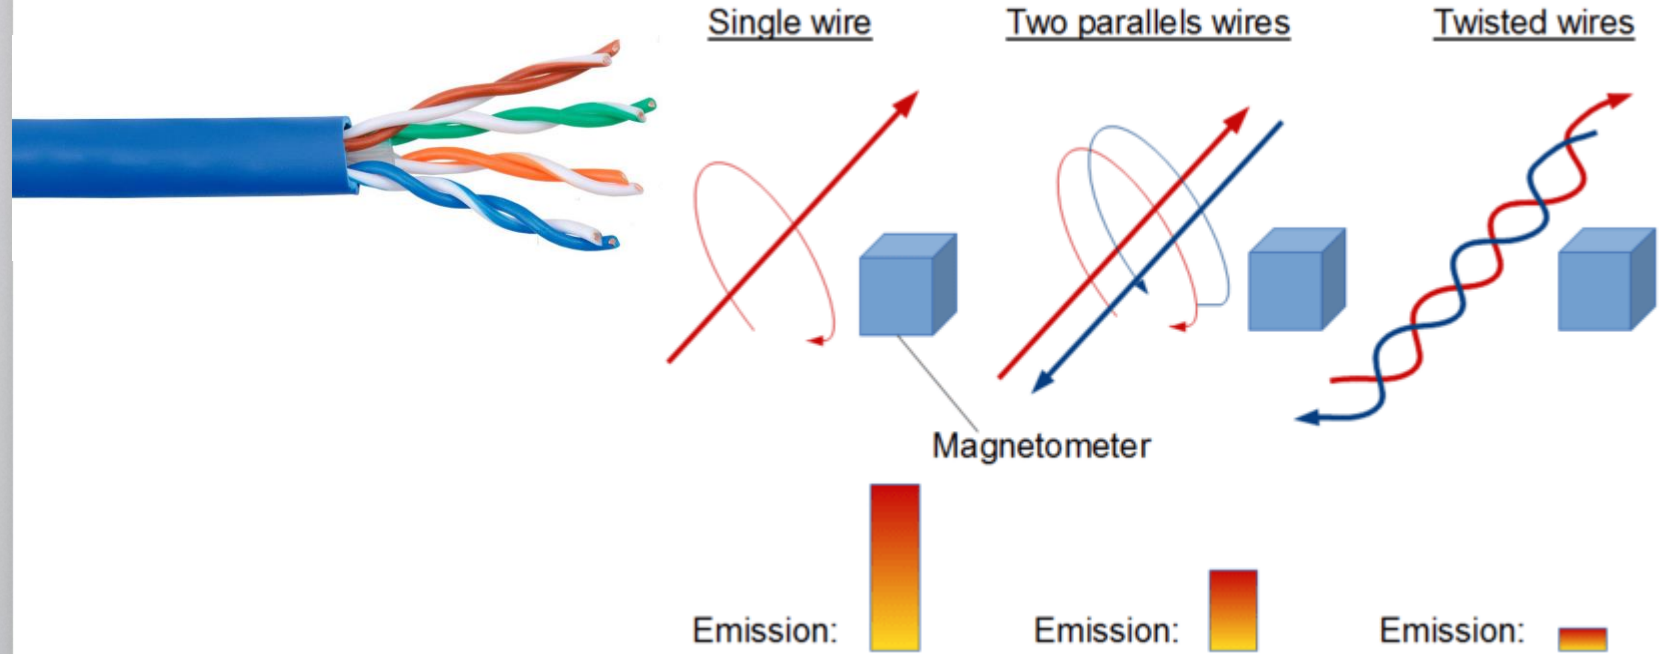 Single wire
Two parallels wires
Twisted wires
Magnetometer
Emission:
Emission:
Emission: